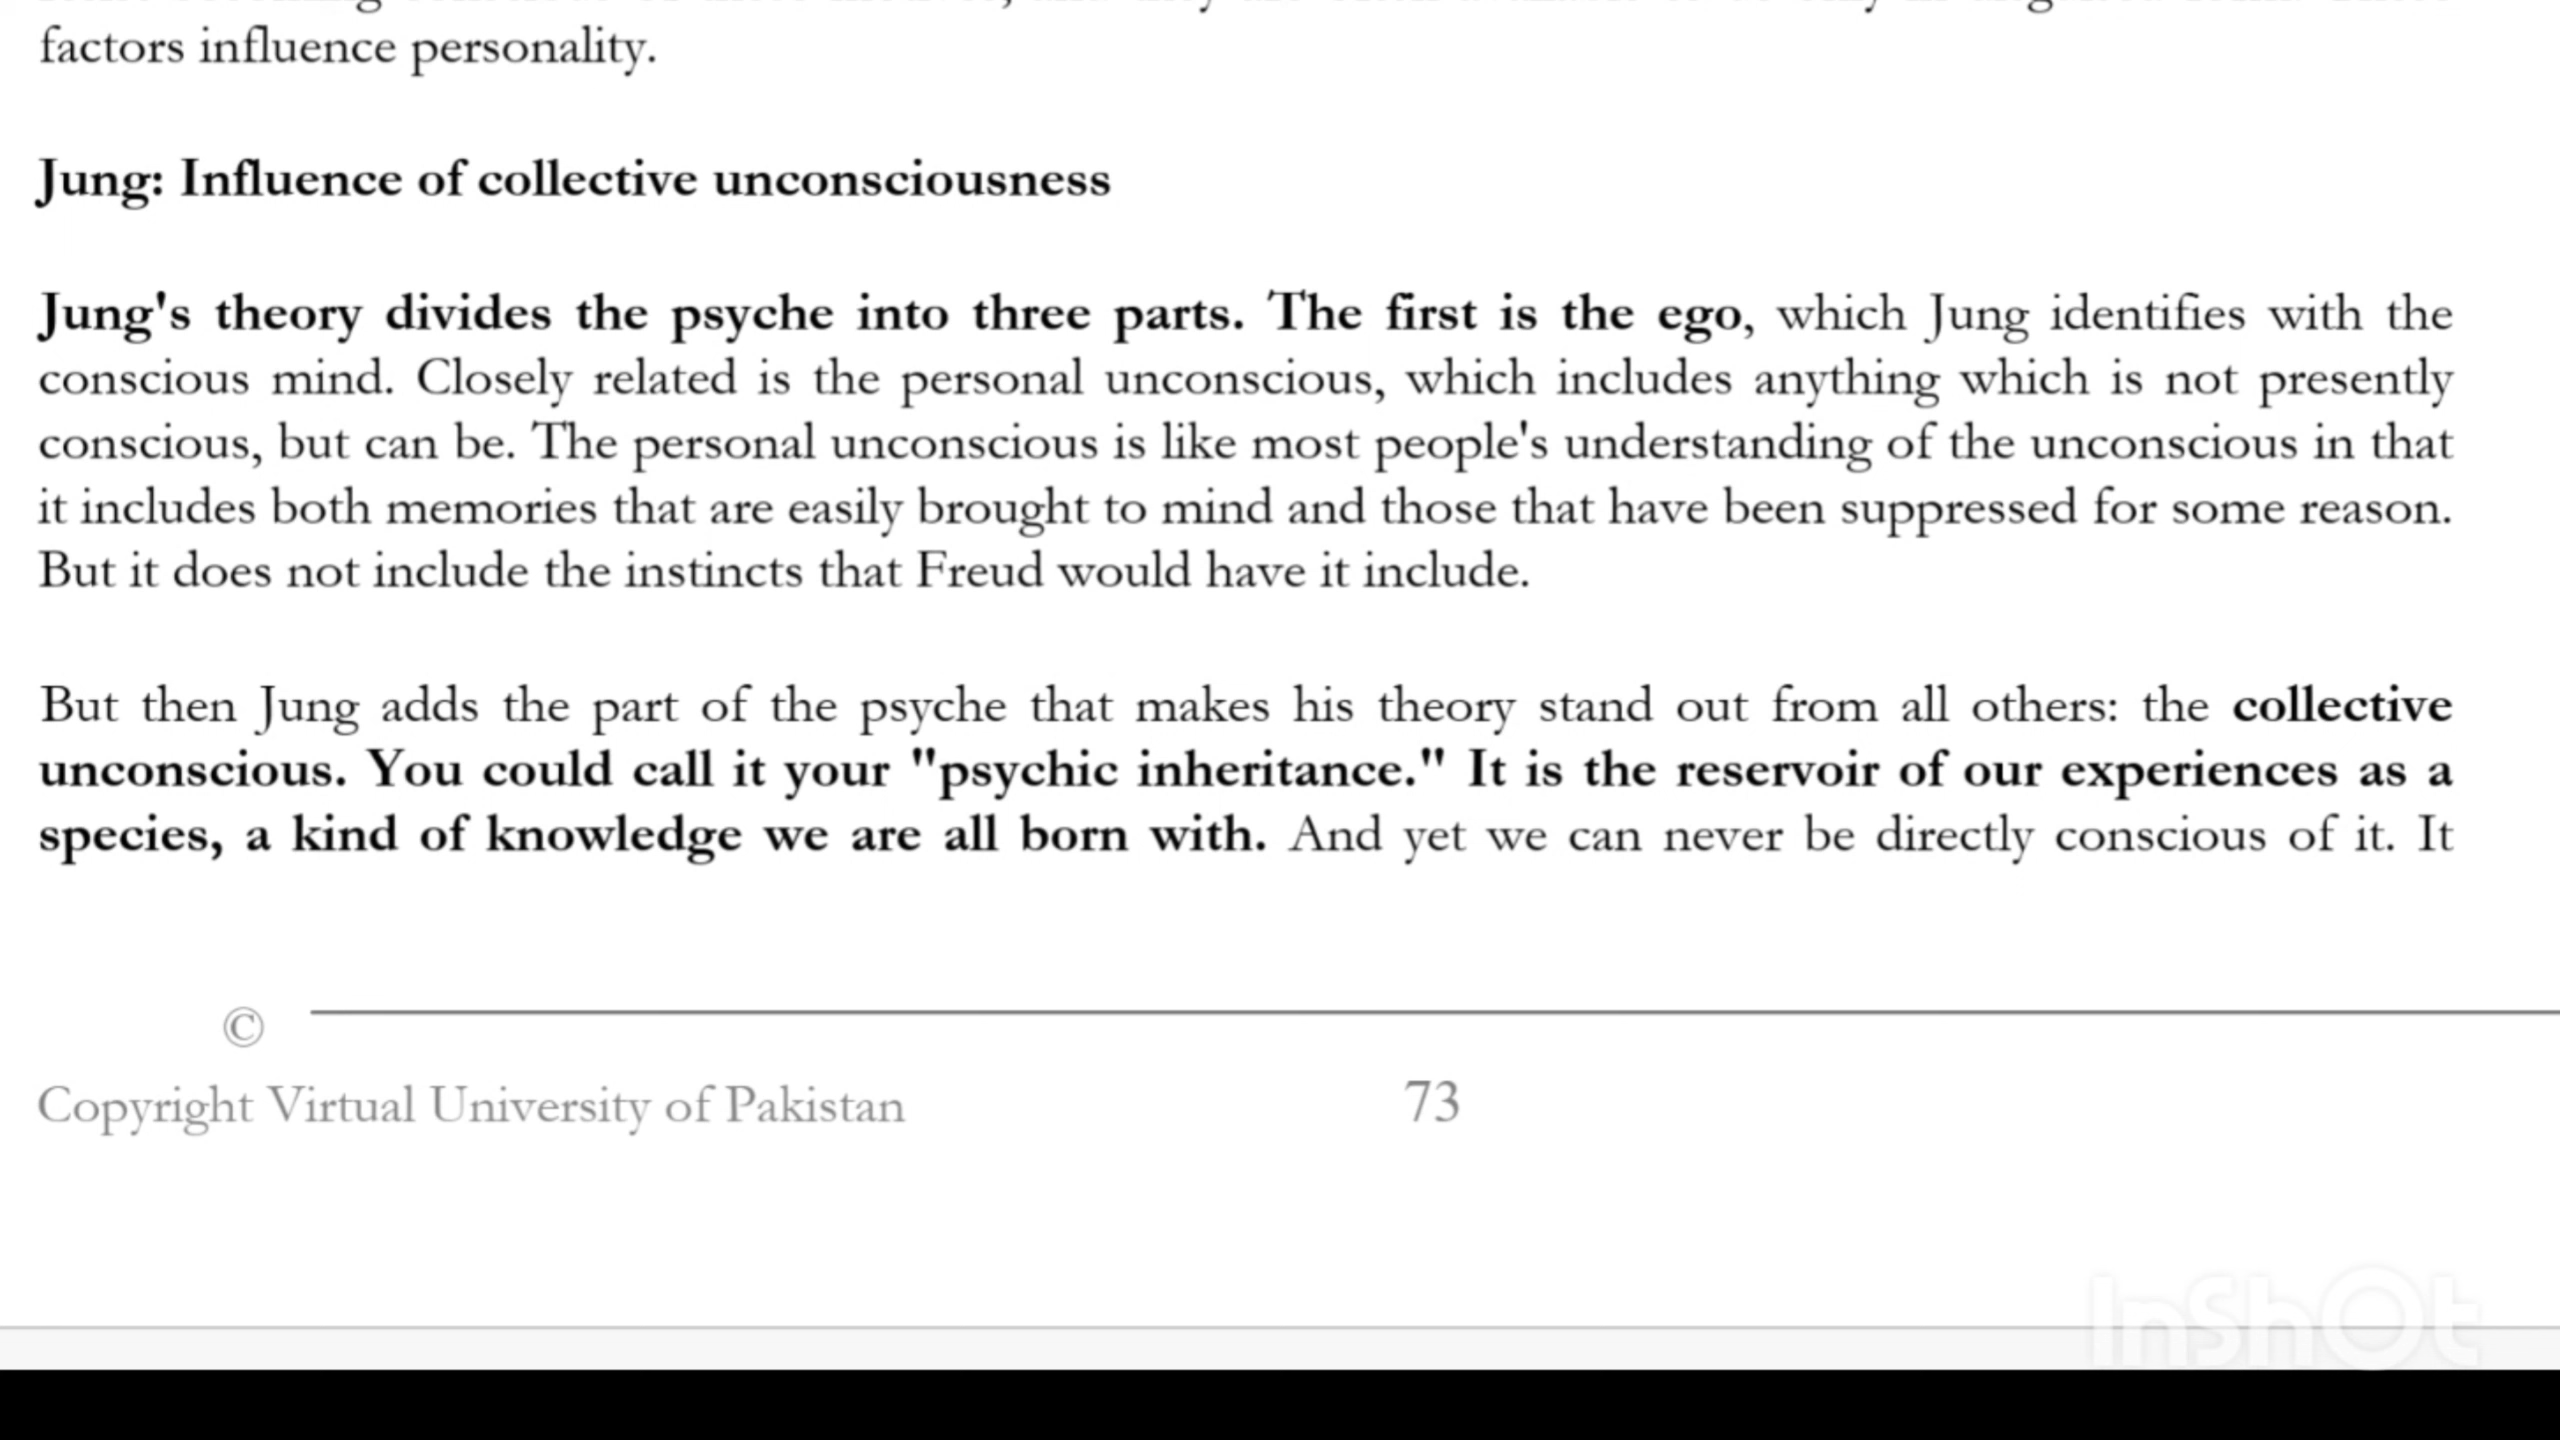 factors influence personality.
Jung: Influence of collective unconsciousness
Jung's theory divides the psyche into three parts. The first is the ego, which Jung identifies with the
conscious mind. Closely related is the personal unconscious, which includes anything which is not presently
conscious, but can be. The personal unconscious is like most people's understanding of the unconscious in that
it includes both memories that are easily brought to mind and those that have been suppressed for some reason.
But it does not include the instincts that Freud would have it include.
But then Jung adds the part of the psyche that makes his theory stand out from all others: the collective
unconscious. You could call it your "psychic inheritance." It is the reservoir of our experiences as a
species, a kind of knowledge we are all born with. And yet we can never be directly conscious of it. It
©
Copyright Virtual University of Pakistan 73
InShOt